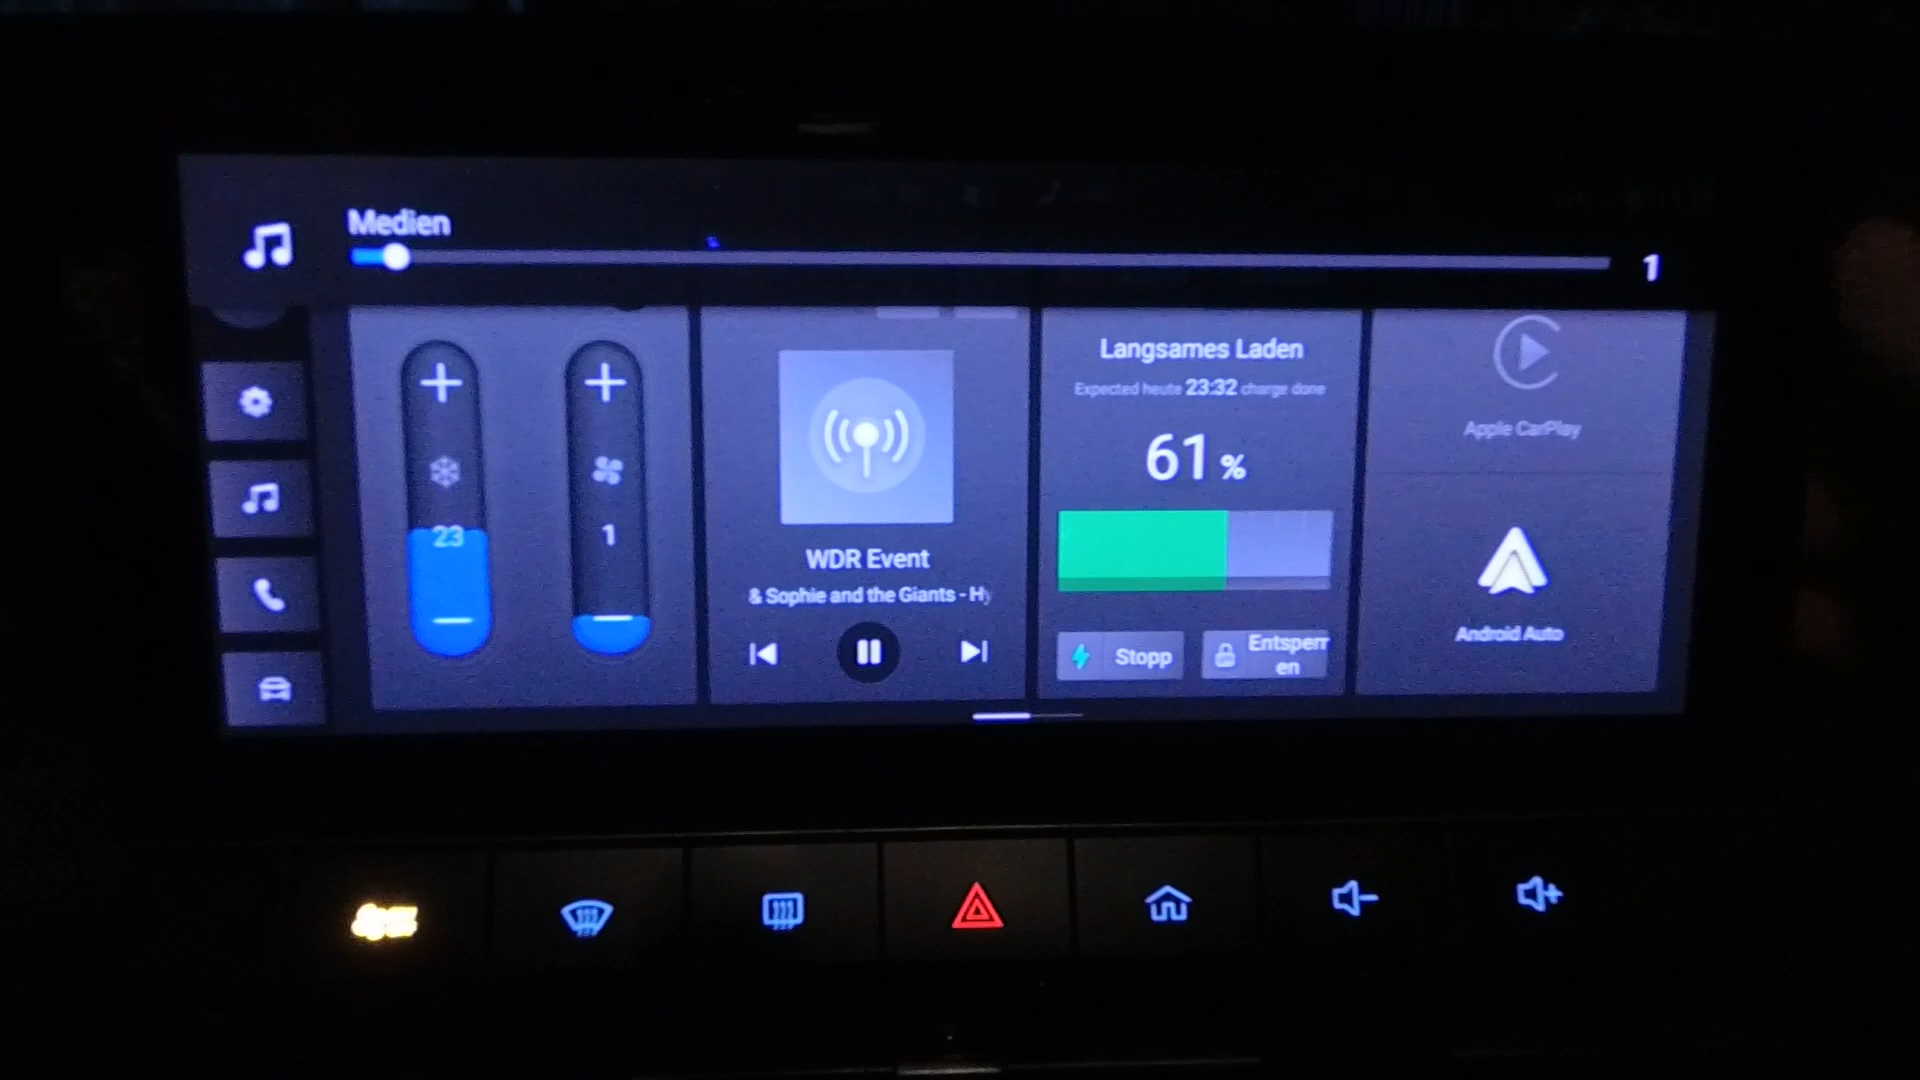 Medien
1
23
1
WDR Event
& Sophie and the Giants - Hy
Langsames Laden
Expected heute 23:32 charge done
61 %
Stopp
Entsperr
en
Apple CarPlay
Android Auto